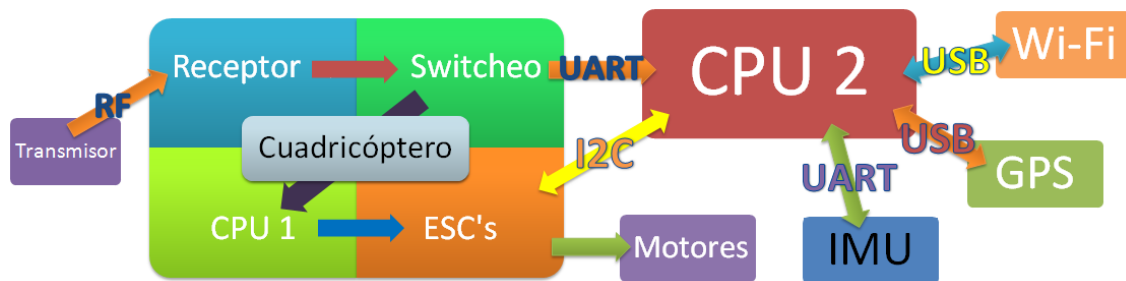 Transmisor
RF
Receptor
Switcheo
Cuadricóptero
CPU 1
ESC's
UART
I2C
Motores
CPU 2
USB
Wi-Fi
USB
GPS
UART
IMU